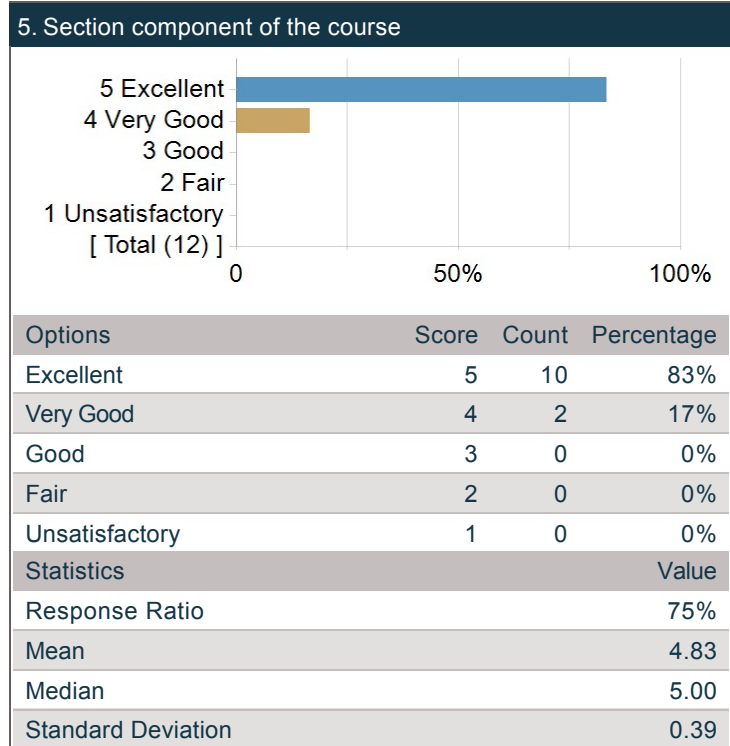 5. Section component of the course
5 Excellent
4 Very Good
3 Good
2 Fair
1 Unsatisfactory
[ Total (12) ]
0 50% 100%
Options Score Count Percentage
Excellent 5 10 83%
Very Good 4 2 17%
Good 3 0 0%
Fair 2 0 0%
Unsatisfactory 1 0 0%
Statistics Value
Response Ratio 75%
Mean 4.83
Median 5.00
Standard Deviation 0.39